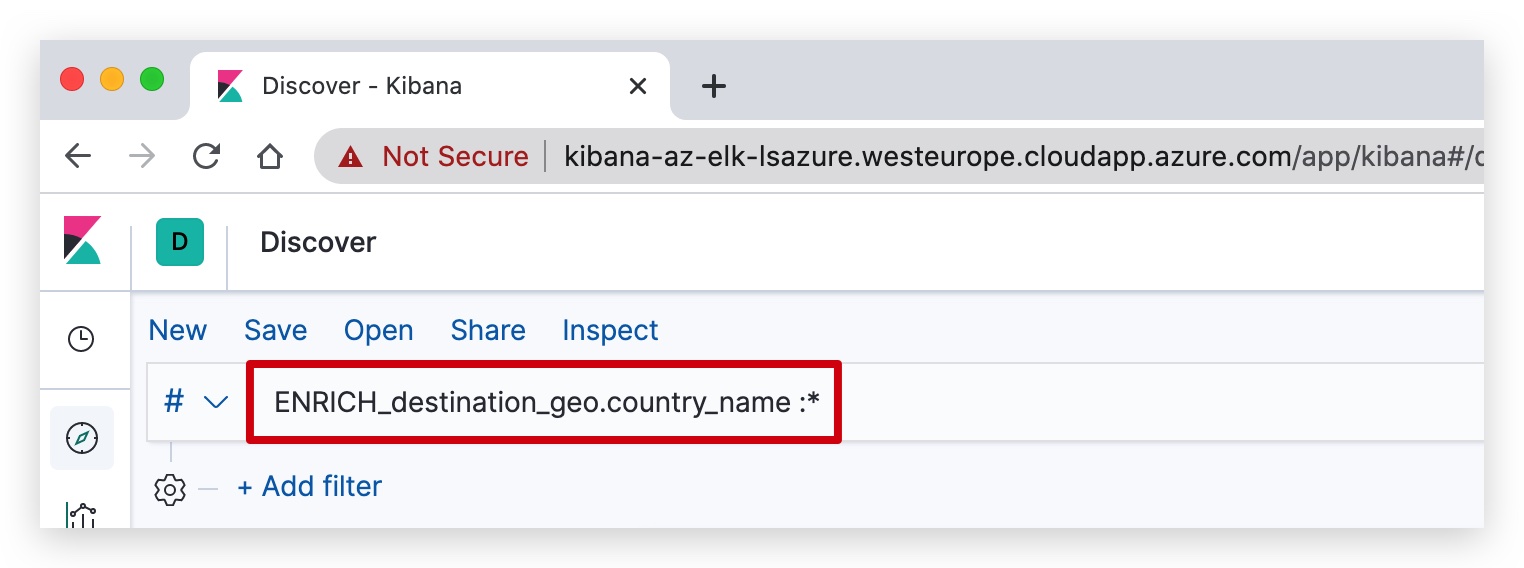 Discover - Kibana
Not Secure | kibana-az-elk-lsazure.westeurope.cloudapp.azure.com/app/kibana#/d
D Discover
New Save Open Share Inspect
# ENRICH_destination_geo.country_name :*
+ Add filter